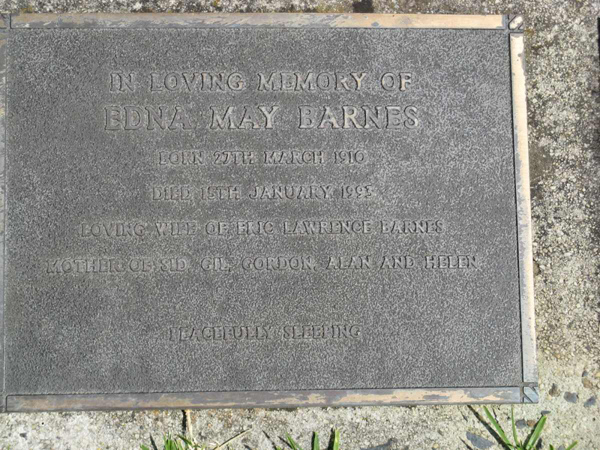 IN LOVING MEMORY OF
EDNA MAY BARNES
BORN 27TH MARCH 1910
DIED 15TH JANUARY 1993
LOVING WIFE OF ERIC LAWRENCE BARNES
MOTHER OF SID, GIL, GORDON, ALAN AND HELEN
PEACEFULLY SLEEPING